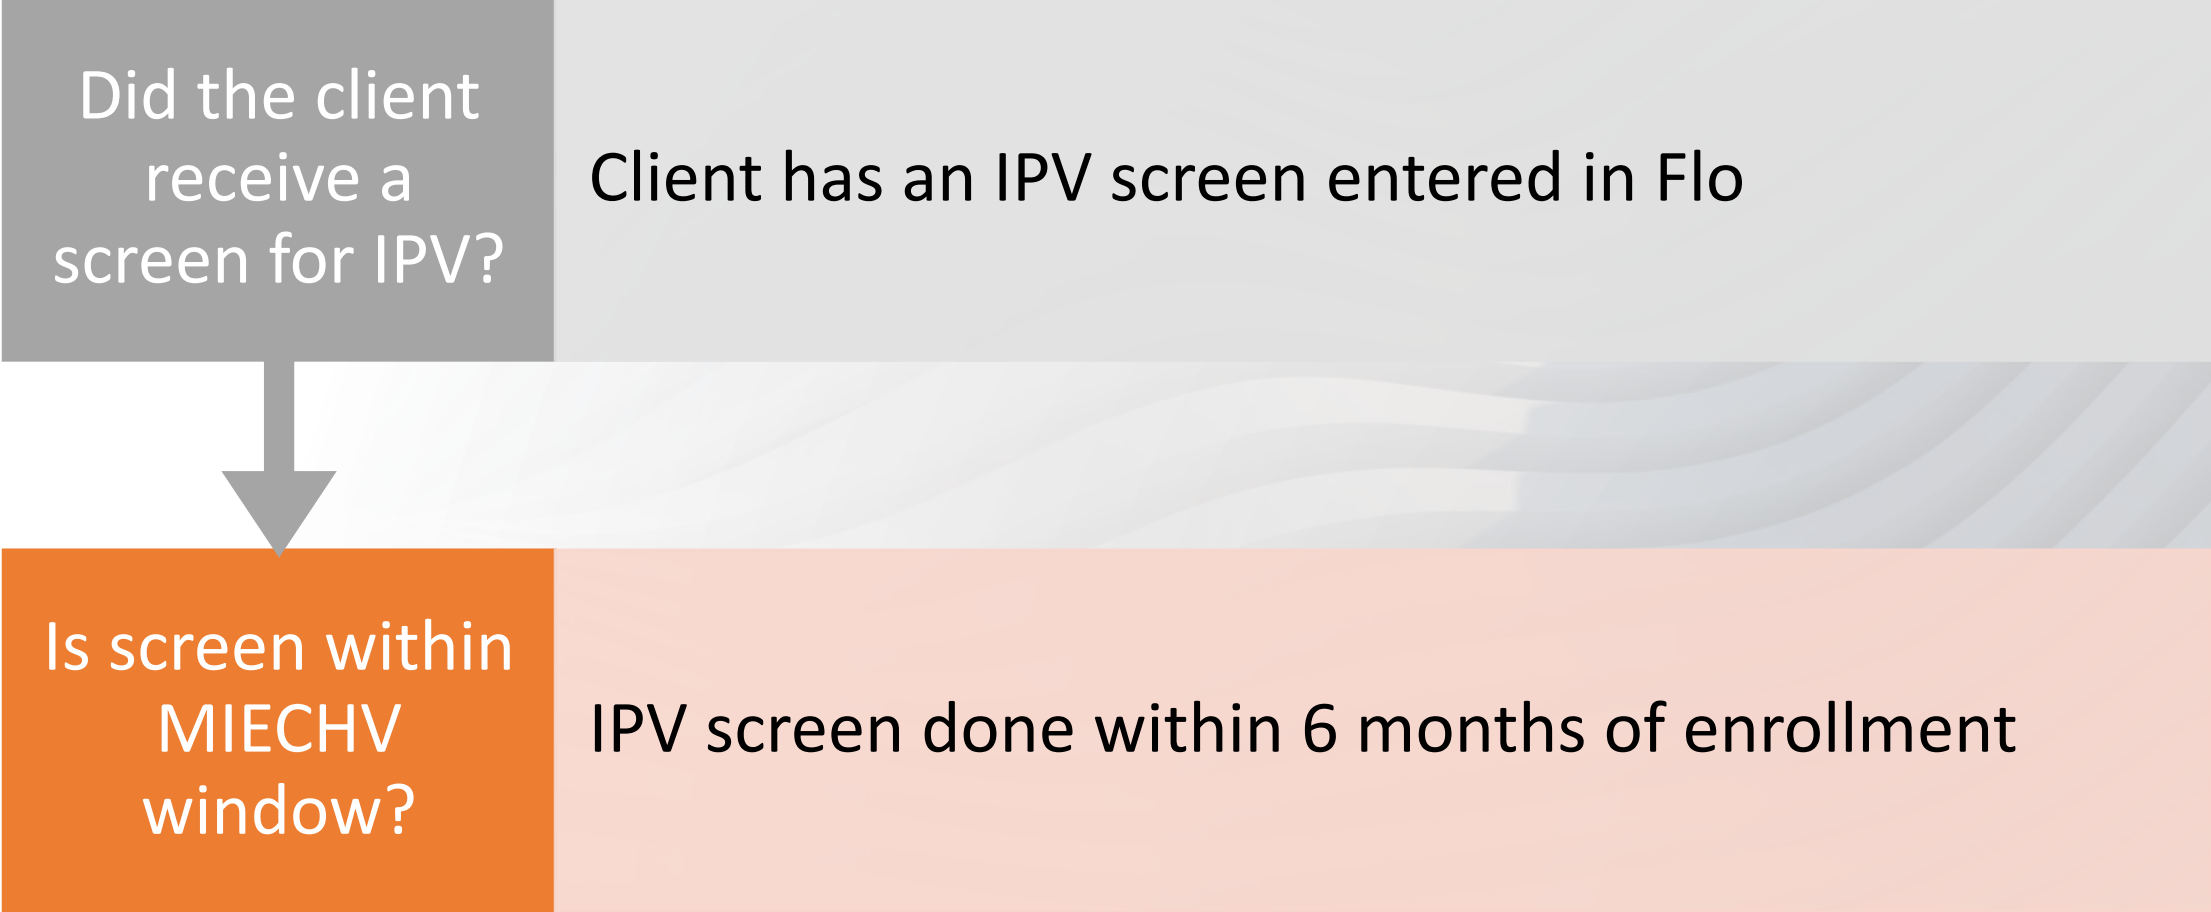 Did the client
receive a
screen for IPV?
Client has an IPV screen entered in Flo
Is screen within
MIECHV
window?
IPV screen done within 6 months of enrollment